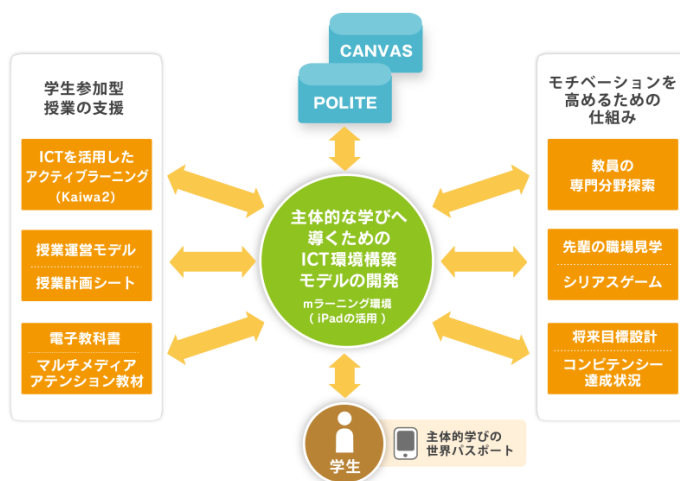 CANVAS
POLITE
学生参加型
授業の支援
ICTを活用した
アクティブラーニング
(Kaiwa2)
授業運営モデル
授業計画シート
電子教科書
マルチメディア
アテンション教材
主体的な学びへ
導くための
ICT環境構築
モデルの開発
mラーニング環境
( iPadの活用 )
モチベーションを
高めるための
仕組み
教員の
専門分野探索
先輩の職場見学
シリアスゲーム
将来目標設計
コンピテンシー
達成状況
学生
主体的学びの
世界パスポート